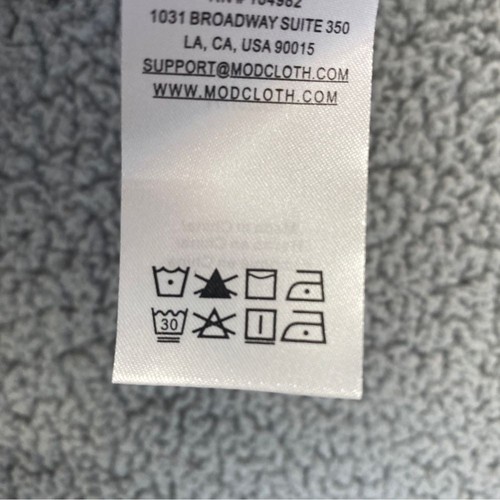 1031 BROADWAY SUITE 350
LA, CA, USA 90015
SUPPORT@MODCLOTH.COM
WWW.MODCLOTH.COM
30